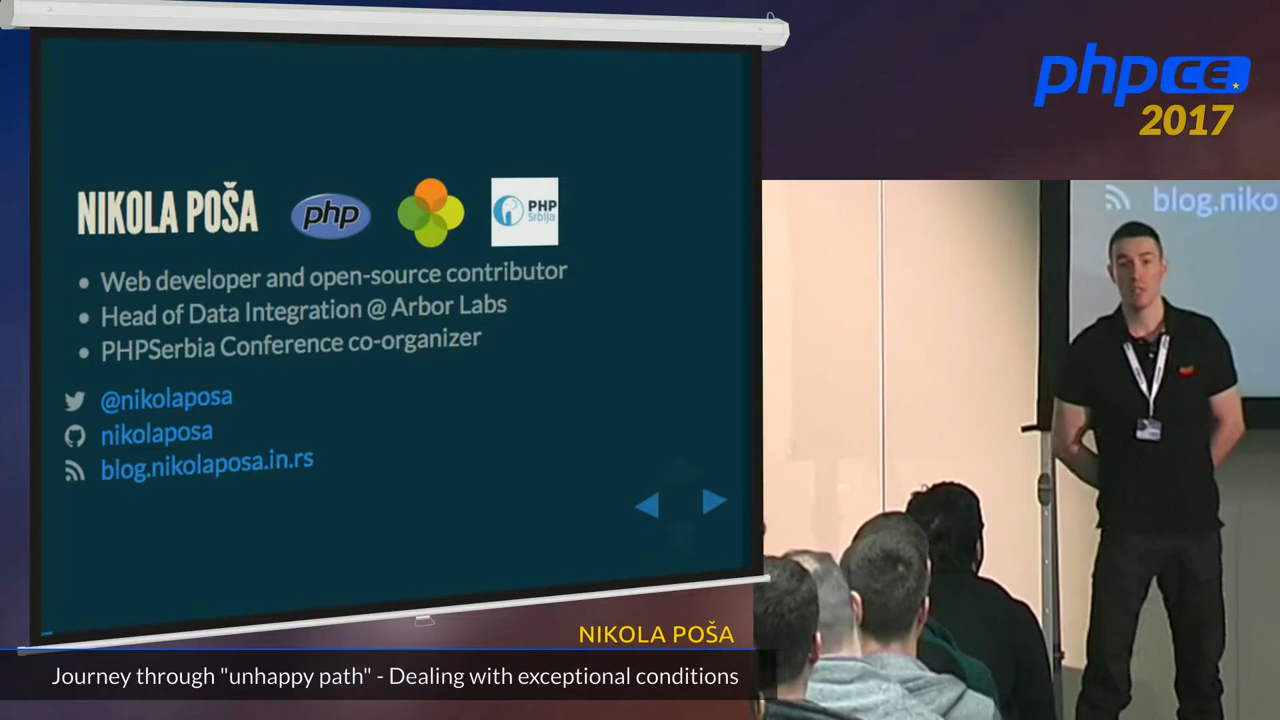 phpCE
2017
NIKOLA POŠA
php
PHP
Srbija
Web developer and open-source contributor
Head of Data Integration @ Arbor Labs
PHPSerbia Conference co-organizer
@nikolaposa
nikolaposa
blog.nikolaposa.in.rs
blog.niko
NIKOLA POŠA
Journey through "unhappy path" - Dealing with exceptional conditions